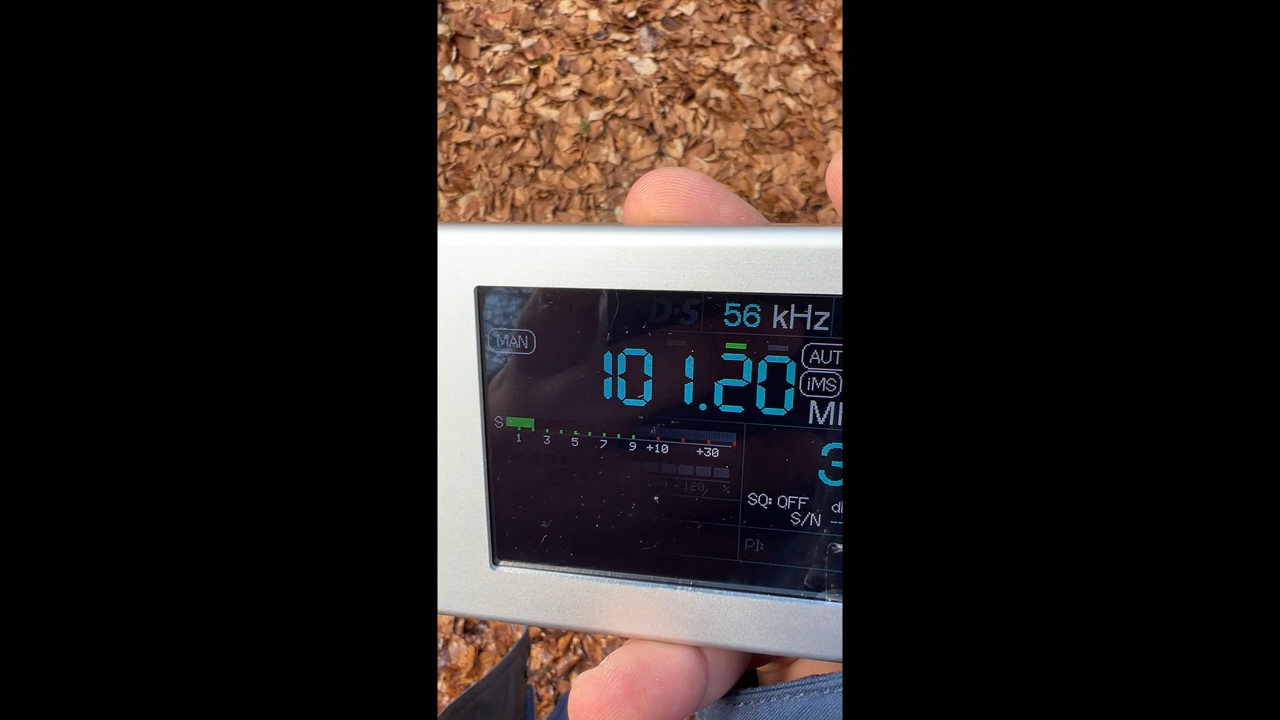 56 kHz
MAN
101.20
AUT
iMS
S
1 3 5 7 9 +10 +30
SQ: OFF
S/N
PI: